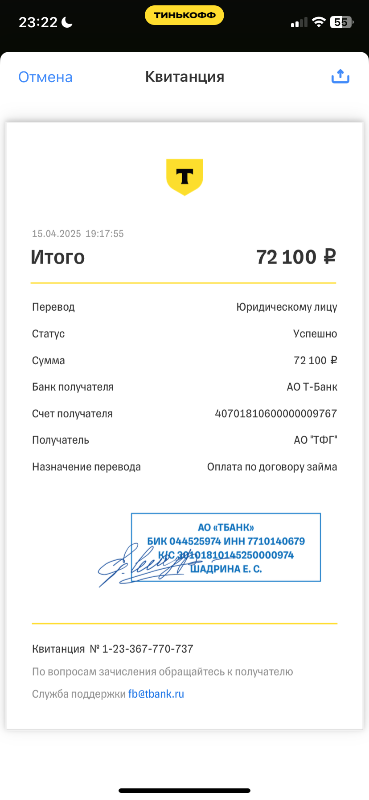 23:22
ТИНЬКОФФ
55
Отмена
Квитанция
Т
15.04.2025 19:17:55
Итого 72 100 ₽
Перевод Юридическому лицу
Статус Успешно
Сумма 72 100 ₽
Банк получателя АО Т-Банк
Счет получателя 40701810600000009767
Получатель АО "ТФГ"
Назначение перевода Оплата по договору займа
АО «ТБАНК»
БИК 044525974 ИНН 7710140679
К/С 30101810145250000974
ШАДРИНА Е. С.
Квитанция № 1-23-367-770-737
По вопросам зачисления обращайтесь к получателю
Служба поддержки fb@tbank.ru